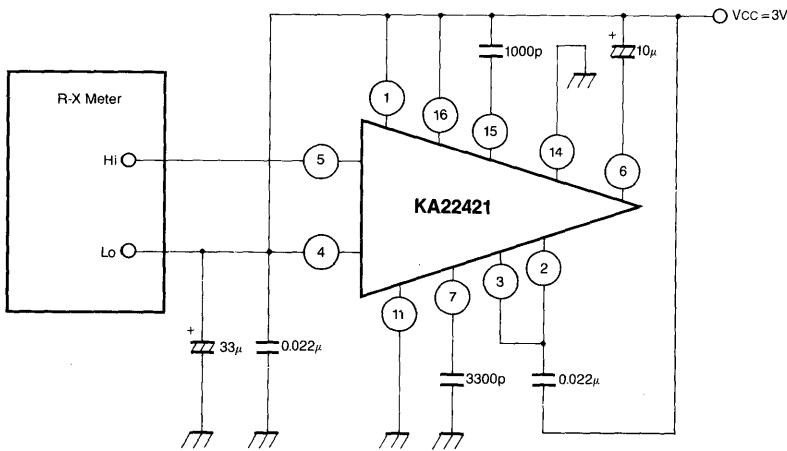 VCC = 3V
1000p
+
10μ
R-X Meter
1
16
15
14
Hi
5
6
KA22421
Lo
4
2
3
7
11
+
33μ
0.022μ
3300p
0.022μ